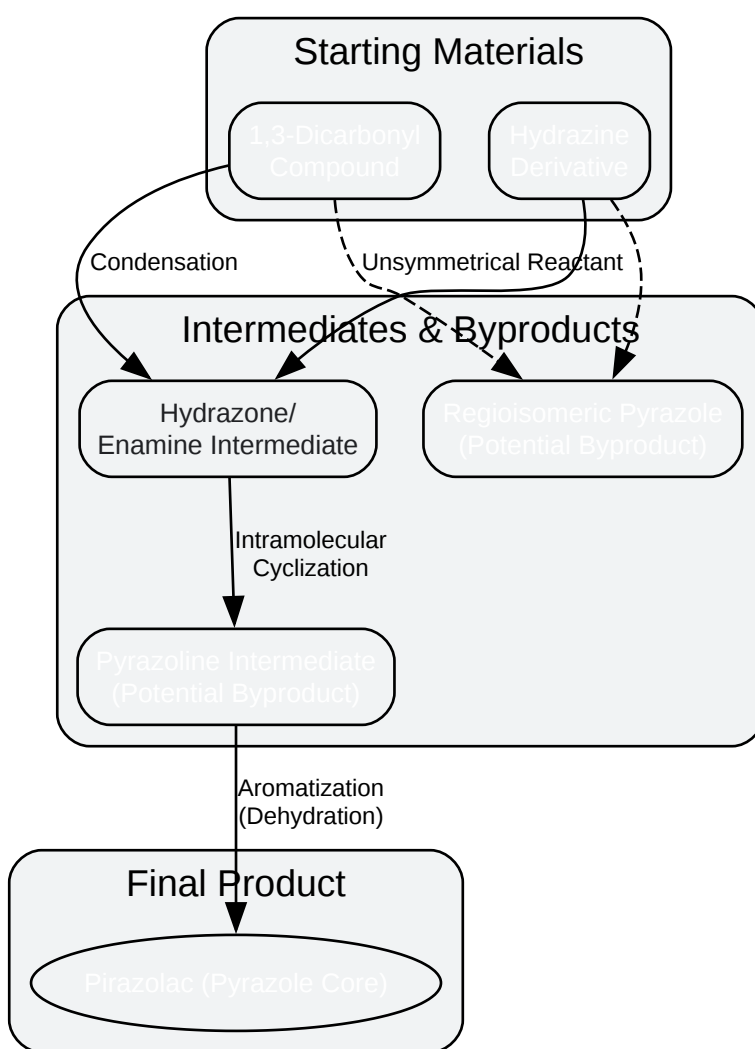 Starting Materials
1,3-Dicarbonyl
Compound
Hydrazine
Derivative
Condensation
Unsymmetrical Reactant
Intermediates & Byproducts
Hydrazone/
Enamine Intermediate
Regioisomeric Pyrazole
(Potential Byproduct)
Intramolecular
Cyclization
Pyrazoline Intermediate
(Potential Byproduct)
Aromatization
(Dehydration)
Final Product
Pirazolac (Pyrazole Core)